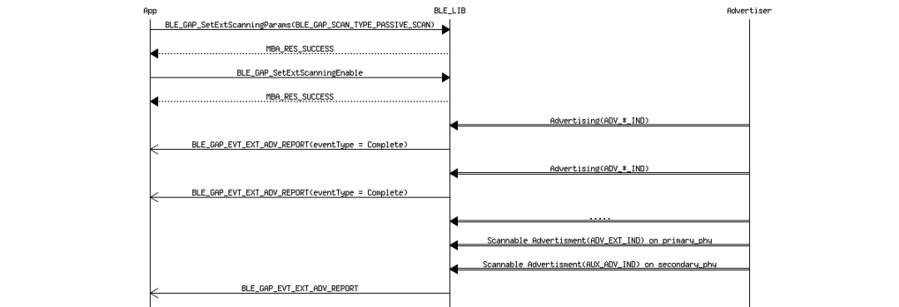 App
BLE_LIB
Advertiser
BLE_GAP_SetExtScanningParams(BLE_GAP_SCAN_TYPE_PASSIVE_SCAN)
MBA_RES_SUCCESS
BLE_GAP_SetExtScanningEnable
MBA_RES_SUCCESS
Advertising(ADV_*_IND)
BLE_GAP_EVT_EXT_ADV_REPORT(eventType = Complete)
Advertising(ADV_*_IND)
BLE_GAP_EVT_EXT_ADV_REPORT(eventType = Complete)
.....
Scannable Advertisment(ADV_EXT_IND) on primary_phy
Scannable Advertisment(AUX_ADV_IND) on secondary_phy
BLE_GAP_EVT_EXT_ADV_REPORT